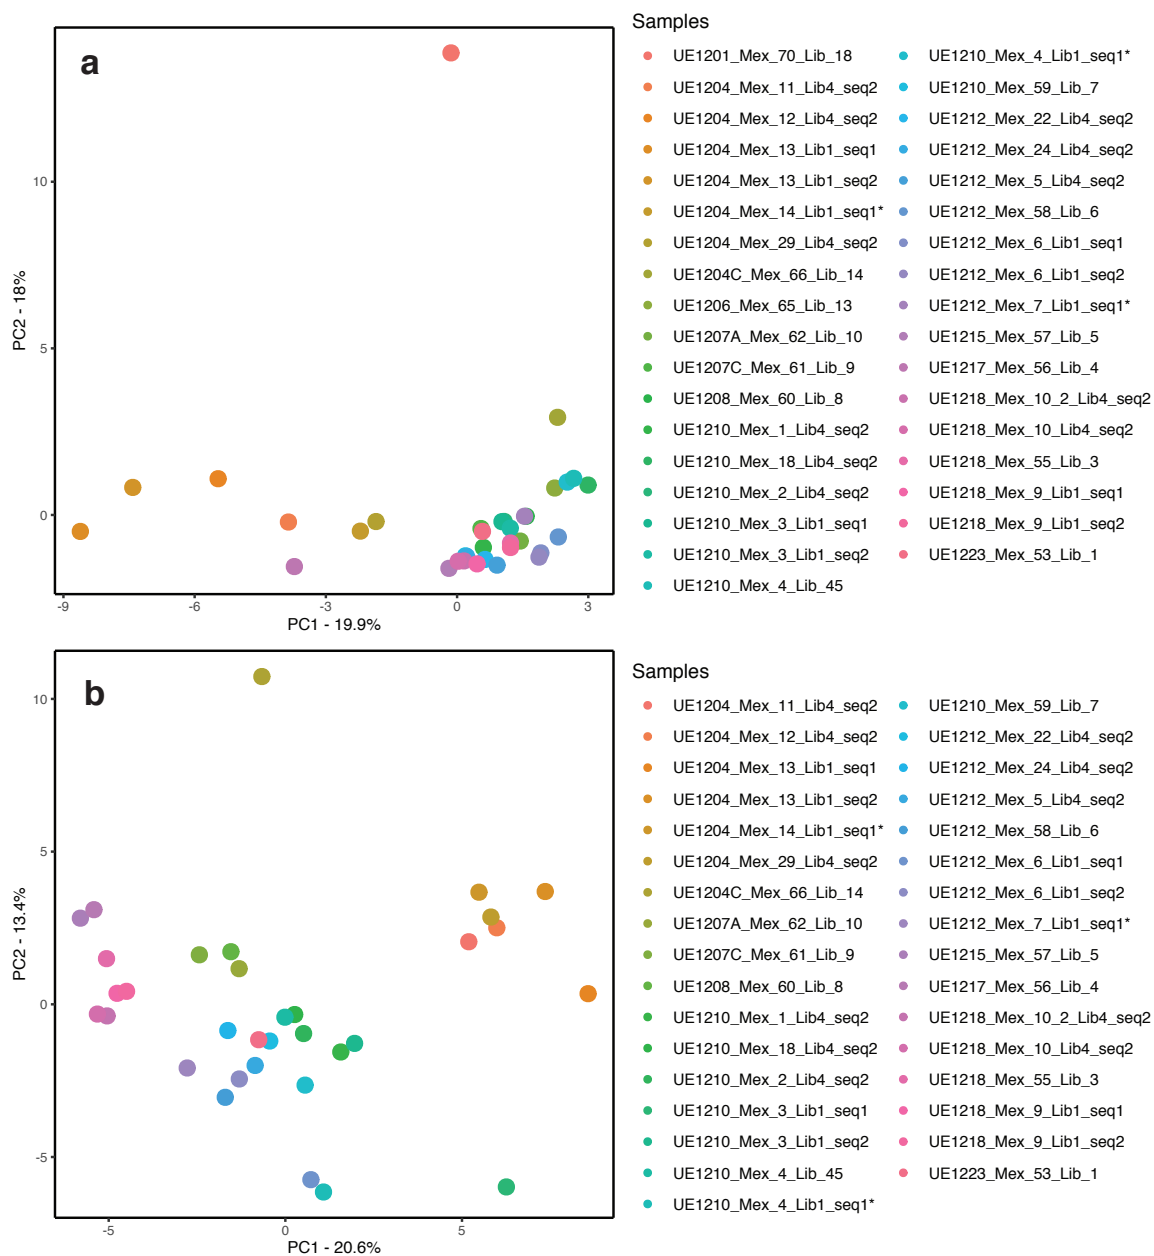 a
10
5
0
PC2 - 18%
-9
-6
-3
0
3
PC1 - 19.9%
Samples
UE1201_Mex_70_Lib_18
UE1204_Mex_11_Lib4_seq2
UE1204_Mex_12_Lib4_seq2
UE1204_Mex_13_Lib1_seq1
UE1204_Mex_13_Lib1_seq2
UE1204_Mex_14_Lib1_seq1*
UE1204_Mex_29_Lib4_seq2
UE1204C_Mex_66_Lib_14
UE1206_Mex_65_Lib_13
UE1207A_Mex_62_Lib_10
UE1207C_Mex_61_Lib_9
UE1208_Mex_60_Lib_8
UE1210_Mex_1_Lib4_seq2
UE1210_Mex_18_Lib4_seq2
UE1210_Mex_2_Lib4_seq2
UE1210_Mex_3_Lib1_seq1
UE1210_Mex_3_Lib1_seq2
UE1210_Mex_4_Lib_45
UE1210_Mex_4_Lib1_seq1*
UE1210_Mex_59_Lib_7
UE1212_Mex_22_Lib4_seq2
UE1212_Mex_24_Lib4_seq2
UE1212_Mex_5_Lib4_seq2
UE1212_Mex_58_Lib_6
UE1212_Mex_6_Lib1_seq1
UE1212_Mex_6_Lib1_seq2
UE1212_Mex_7_Lib1_seq1*
UE1215_Mex_57_Lib_5
UE1217_Mex_56_Lib_4
UE1218_Mex_10_2_Lib4_seq2
UE1218_Mex_10_Lib4_seq2
UE1218_Mex_55_Lib_3
UE1218_Mex_9_Lib1_seq1
UE1218_Mex_9_Lib1_seq2
UE1223_Mex_53_Lib_1
b
10
5
0
-5
PC2 - 13.4%
-5
0
5
PC1 - 20.6%
Samples
UE1204_Mex_11_Lib4_seq2
UE1204_Mex_12_Lib4_seq2
UE1204_Mex_13_Lib1_seq1
UE1204_Mex_13_Lib1_seq2
UE1204_Mex_14_Lib1_seq1*
UE1204_Mex_29_Lib4_seq2
UE1204C_Mex_66_Lib_14
UE1207A_Mex_62_Lib_10
UE1207C_Mex_61_Lib_9
UE1208_Mex_60_Lib_8
UE1210_Mex_1_Lib4_seq2
UE1210_Mex_18_Lib4_seq2
UE1210_Mex_2_Lib4_seq2
UE1210_Mex_3_Lib1_seq1
UE1210_Mex_3_Lib1_seq2
UE1210_Mex_4_Lib_45
UE1210_Mex_4_Lib1_seq1*
UE1210_Mex_59_Lib_7
UE1212_Mex_22_Lib4_seq2
UE1212_Mex_24_Lib4_seq2
UE1212_Mex_5_Lib4_seq2
UE1212_Mex_58_Lib_6
UE1212_Mex_6_Lib1_seq1
UE1212_Mex_6_Lib1_seq2
UE1212_Mex_7_Lib1_seq1*
UE1215_Mex_57_Lib_5
UE1217_Mex_56_Lib_4
UE1218_Mex_10_2_Lib4_seq2
UE1218_Mex_10_Lib4_seq2
UE1218_Mex_55_Lib_3
UE1218_Mex_9_Lib1_seq1
UE1218_Mex_9_Lib1_seq2
UE1223_Mex_53_Lib_1